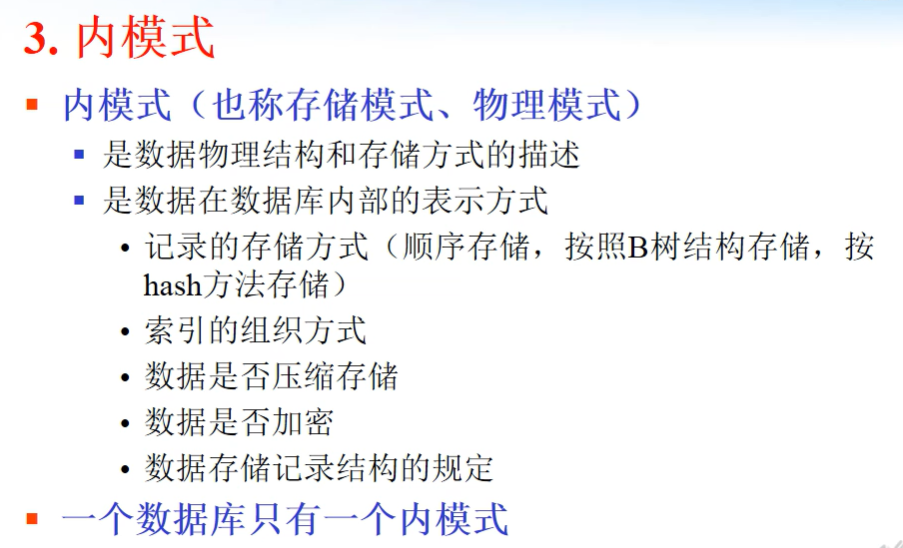 3. 内模式
内模式（也称存储模式、物理模式）
是数据物理结构和存储方式的描述
是数据在数据库内部的表示方式
• 记录的存储方式（顺序存储，按照B树结构存储，按
hash方法存储）
• 索引的组织方式
• 数据是否压缩存储
• 数据是否加密
• 数据存储记录结构的规定
一个数据库只有一个内模式